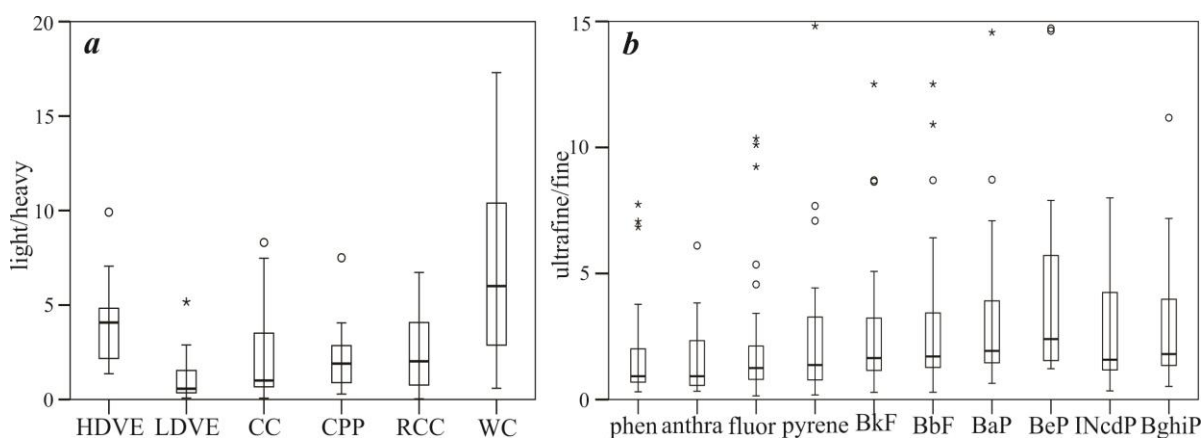 a
light/heavy
20
15
10
5
0
HDVE LDVE CC CPP RCC WC
b
ultrafine/fine
15
10
5
0
phen anthra fluor pyrene BkF BbF BaP BeP INcdP BghiP